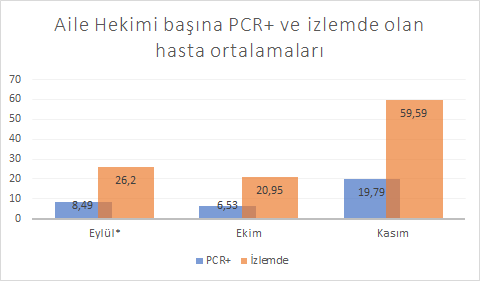 Aile Hekimi başına PCR+ ve izlemde olan
hasta ortalamaları
70
60
50
40
30
20
10
0
8,49
26,2
6,53
20,95
19,79
59,59
Eylül*
Ekim
Kasım
PCR+
İzlemde